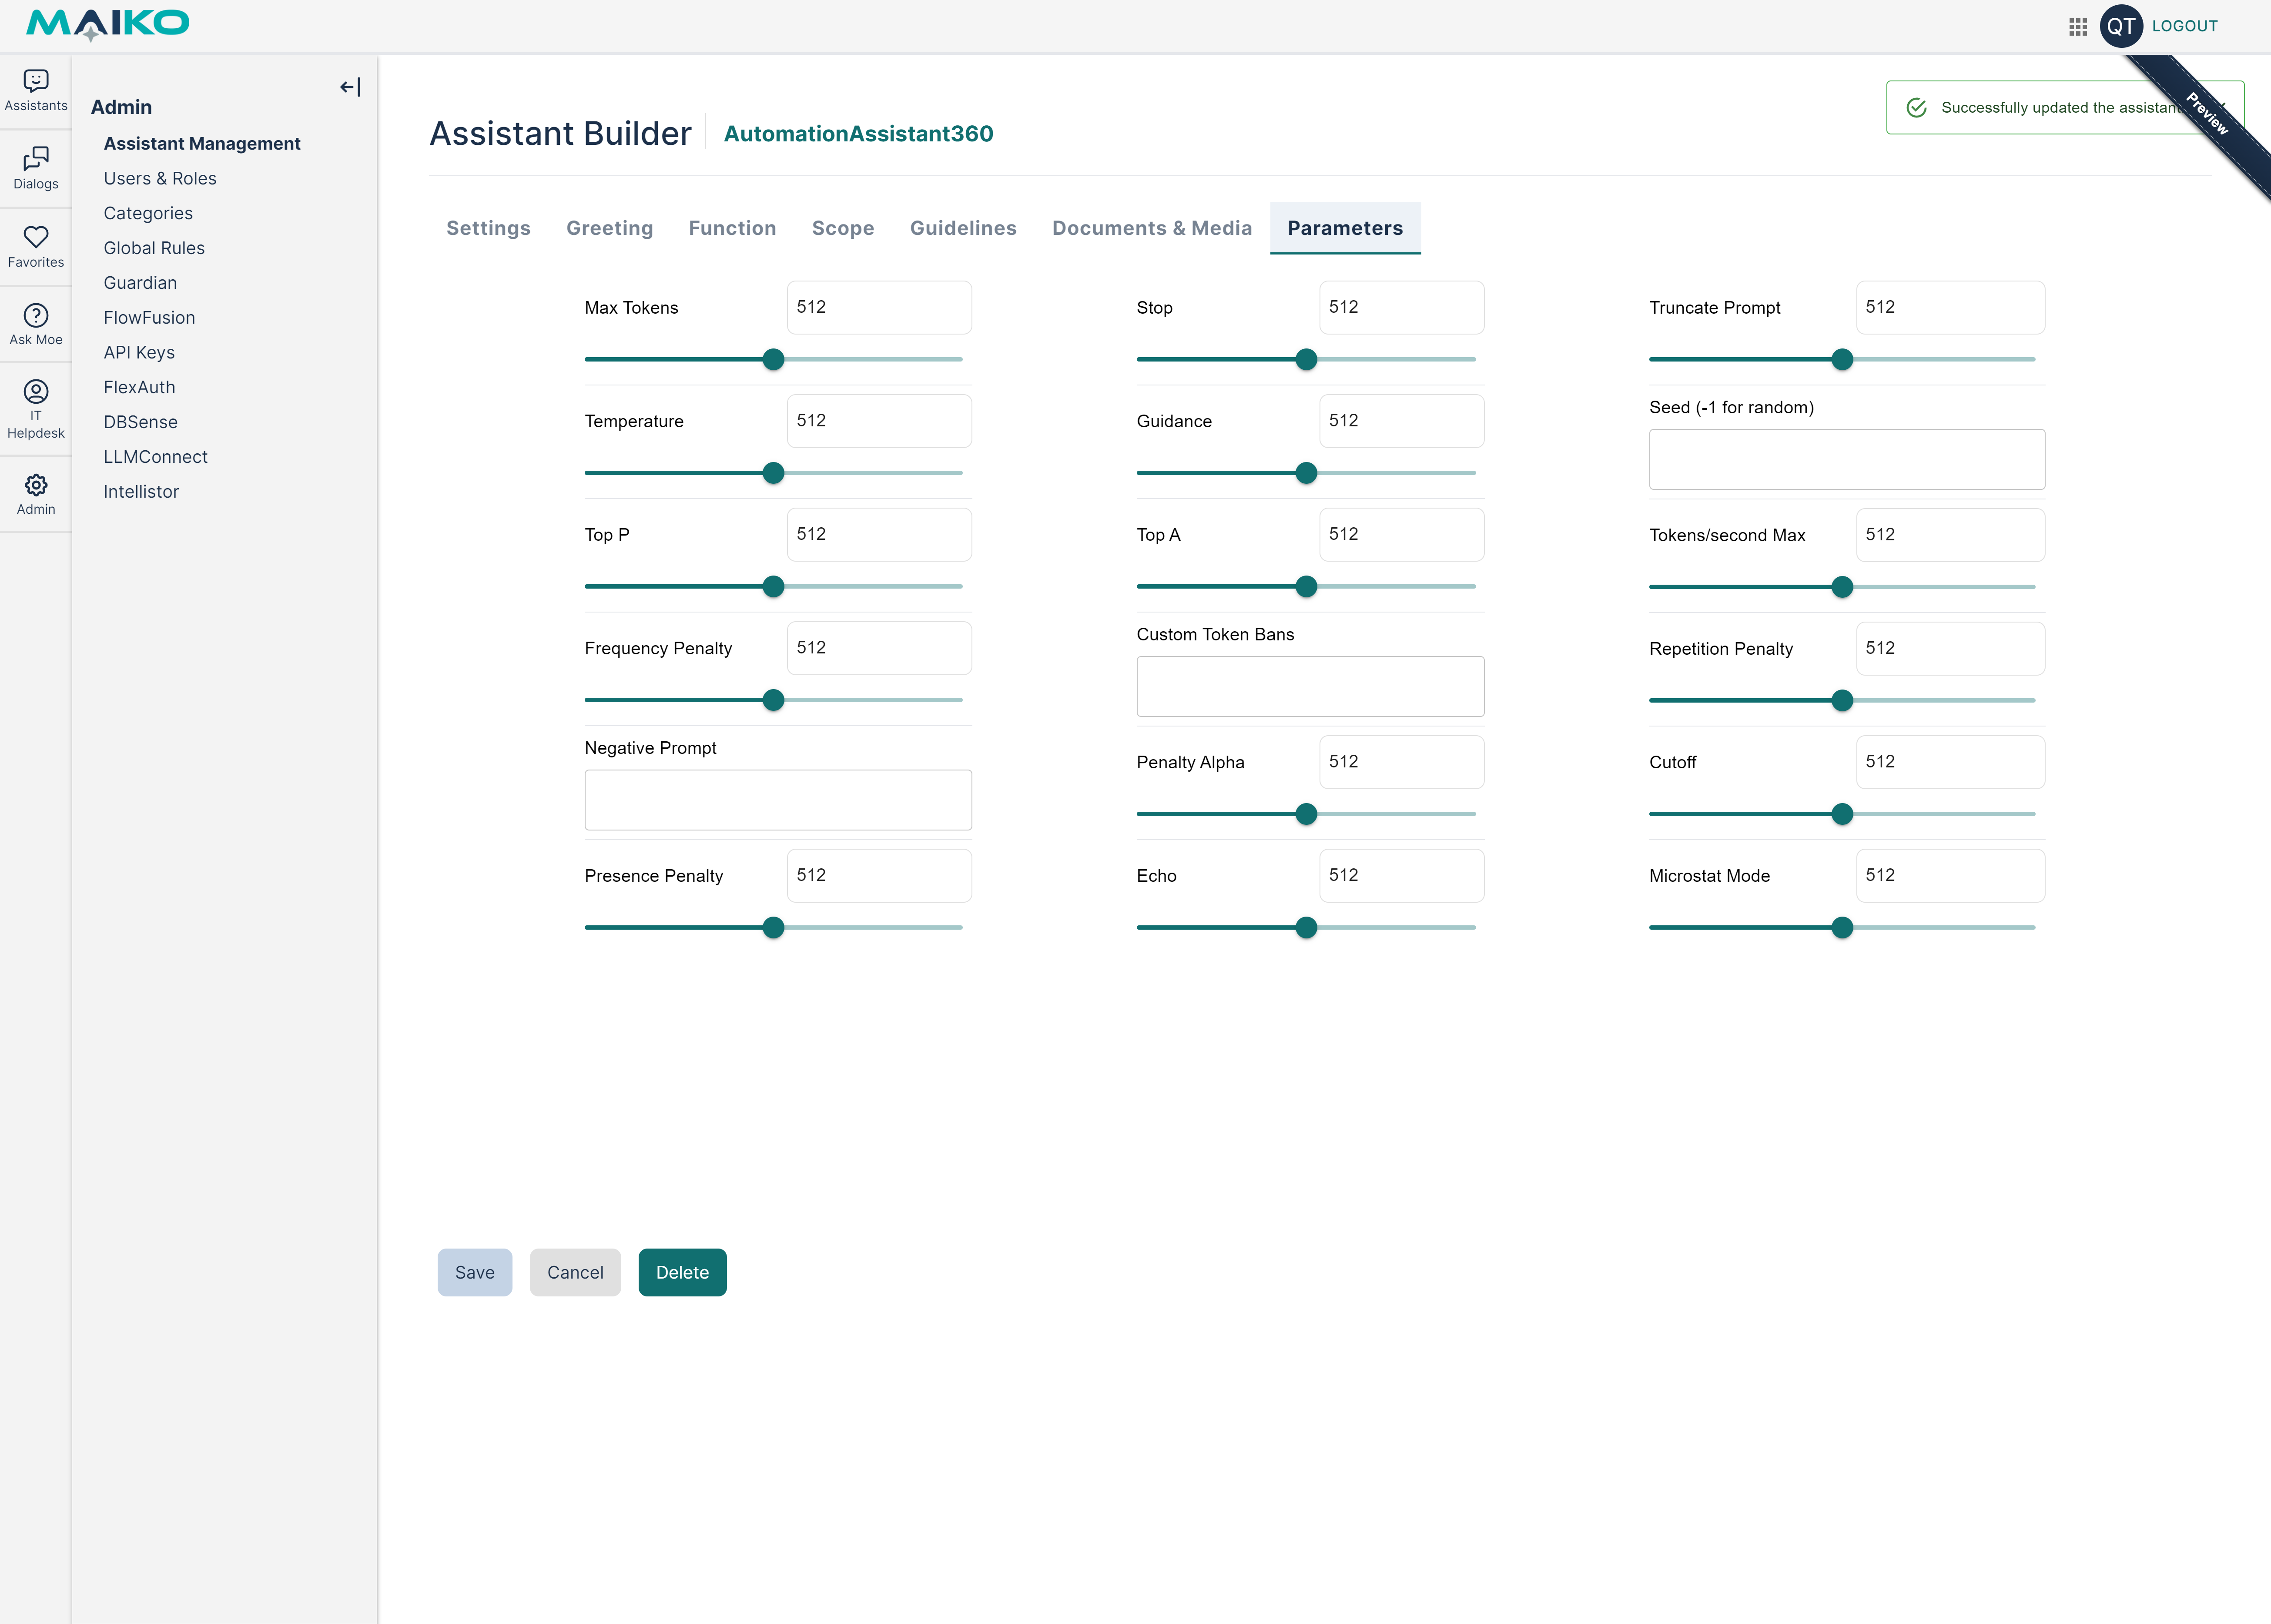 MAIKO
QT
LOGOUT
Assistants
Dialogs
Favorites
Ask Moe
IT
Helpdesk
Admin
Admin
Assistant Management
Users & Roles
Categories
Global Rules
Guardian
FlowFusion
API Keys
FlexAuth
DBSense
LLMConnect
Intellistor
Assistant Builder
AutomationAssistant360
Successfully updated the assistant
Preview
Settings
Greeting
Function
Scope
Guidelines
Documents & Media
Parameters
Max Tokens
512
Stop
512
Truncate Prompt
512
Temperature
512
Guidance
512
Seed (-1 for random)
Top P
512
Top A
512
Tokens/second Max
512
Frequency Penalty
512
Custom Token Bans
Repetition Penalty
512
Negative Prompt
Penalty Alpha
512
Cutoff
512
Presence Penalty
512
Echo
512
Microstat Mode
512
Save
Cancel
Delete